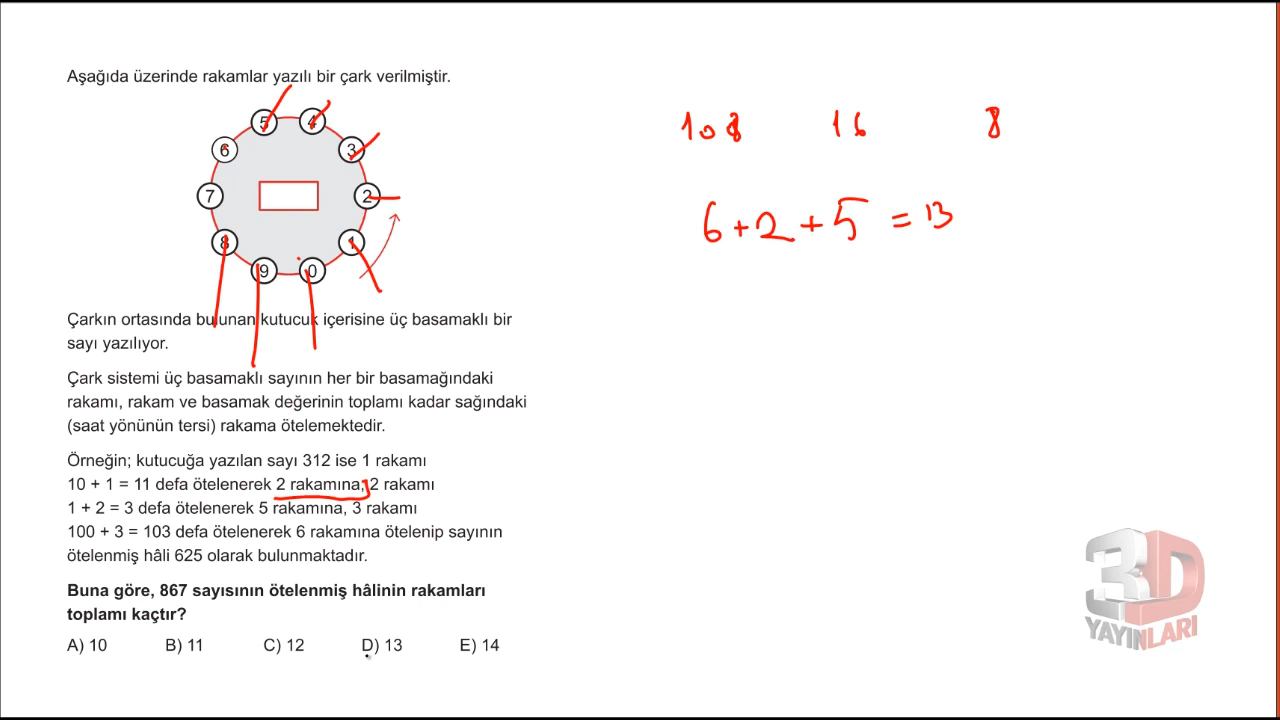 Aşağıda üzerinde rakamlar yazılı bir çark verilmiştir.
5 4
6 3
7 2
8 1
9 0
108 16 8
6+2+5 = 13
Çarkın ortasında bulunan kutucuk içerisine üç basamaklı bir
sayı yazılıyor.
Çark sistemi üç basamaklı sayının her bir basamağındaki
rakamı, rakam ve basamak değerinin toplamı kadar sağındaki
(saat yönünün tersi) rakama ötelemektedir.
Örneğin; kutucuğa yazılan sayı 312 ise 1 rakamı
10 + 1 = 11 defa ötelenerek 2 rakamına, 2 rakamı
1 + 2 = 3 defa ötelenerek 5 rakamına, 3 rakamı
100 + 3 = 103 defa ötelenerek 6 rakamına ötelenip sayının
ötelenmiş hâli 625 olarak bulunmaktadır.
Buna göre, 867 sayısının ötelenmiş hâlinin rakamları
toplamı kaçtır?
A) 10 B) 11 C) 12 D) 13 E) 14
3D
YAYINLARI